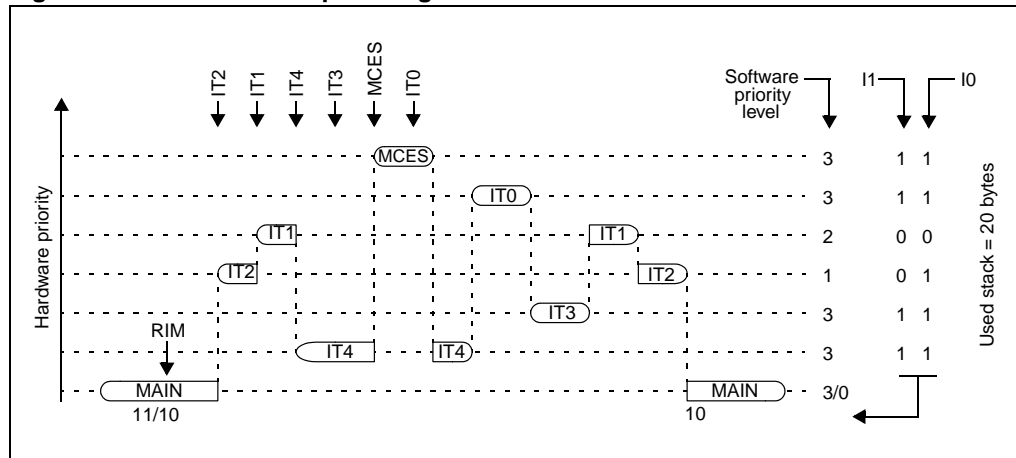 IT2
IT1
IT4
IT3
MCES
IT0
Software
priority
level
I1
I0
Hardware priority
MCES
3
1 1
IT0
3
1 1
IT1
IT1
2
0 0
IT2
IT2
1
0 1
RIM
IT3
3
1 1
IT4
IT4
3
1 1
MAIN
MAIN
3/0
11/10
10
Used stack = 20 bytes